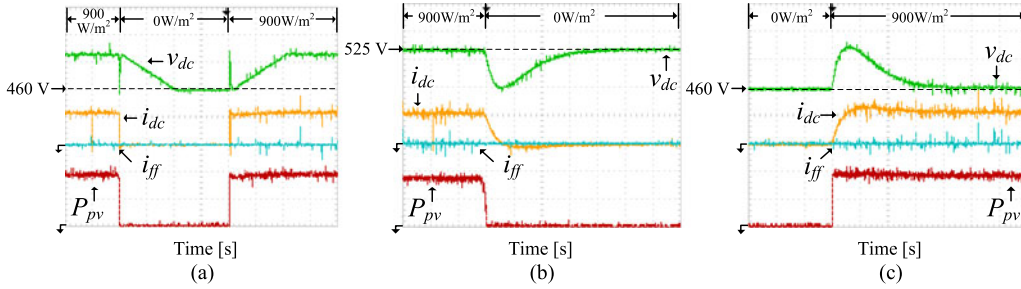 900
W/m²
0W/m²
900W/m²
v_dc
460 V
i_dc
i_ff
P_pv
Time [s]
(a)
900W/m²
0W/m²
525 V
i_dc
v_dc
i_ff
P_pv
Time [s]
(b)
0W/m²
900W/m²
v_dc
460 V
i_dc
i_ff
P_pv
Time [s]
(c)